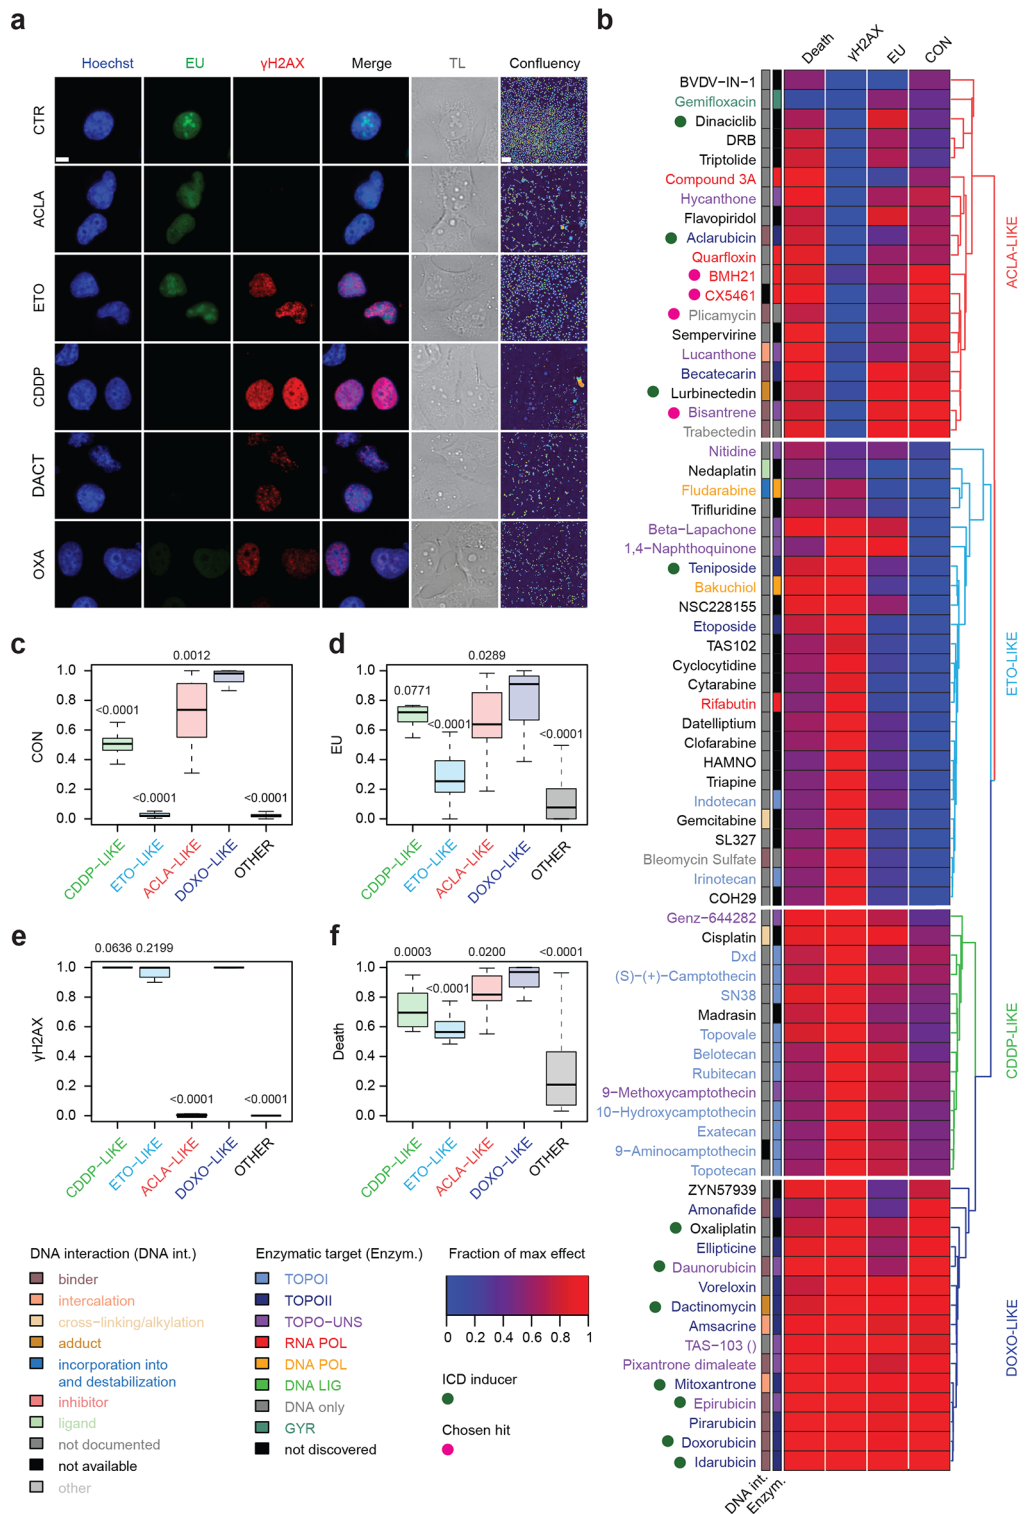 a
Hoechst EU γH2AX Merge TL Confluency
CTR
ACLA
ETO
CDDP
DACT
OXA
b
Death γH2AX EU CON
BVDV−IN−1
Gemifloxacin
Dinaciclib
DRB
Triptolide
Compound 3A
Hycanthone
Flavopiridol
Aclarubicin
Quarfloxin
BMH21
CX5461
Plicamycin
Sempervirine
Lucanthone
Becatecarin
Lurbinectedin
Bisantrene
Trabectedin
ACLA-LIKE
Nitidine
Nedaplatin
Fludarabine
Trifluridine
Beta−Lapachone
1,4−Naphthoquinone
Teniposide
Bakuchiol
NSC228155
Etoposide
TAS102
Cyclocytidine
Cytarabine
Rifabutin
Datelliptium
Clofarabine
HAMNO
Triapine
Indotecan
Gemcitabine
SL327
Bleomycin Sulfate
Irinotecan
COH29
ETO-LIKE
Genz−644282
Cisplatin
Dxd
(S)−(+)−Camptothecin
SN38
Madrasin
Topovale
Belotecan
Rubitecan
9−Methoxycamptothecin
10−Hydroxycamptothecin
Exatecan
9−Aminocamptothecin
Topotecan
CDDP-LIKE
ZYN57939
Amonafide
Oxaliplatin
Ellipticine
Daunorubicin
Voreloxin
Dactinomycin
Amsacrine
TAS−103 ()
Pixantrone dimaleate
Mitoxantrone
Epirubicin
Pirarubicin
Doxorubicin
Idarubicin
DOXO-LIKE
DNA int.
Enzym.
c
CON
1.0
0.8
0.6
0.4
0.2
0.0
<0.0001 <0.0001 0.0012 <0.0001
CDDP−LIKE ETO−LIKE ACLA−LIKE DOXO−LIKE OTHER
d
EU
1.0
0.8
0.6
0.4
0.2
0.0
0.0771 <0.0001 0.0289 <0.0001
CDDP−LIKE ETO−LIKE ACLA−LIKE DOXO−LIKE OTHER
e
γH2AX
1.0
0.8
0.6
0.4
0.2
0.0
0.0636 0.2199 <0.0001 <0.0001
CDDP−LIKE ETO−LIKE ACLA−LIKE DOXO−LIKE OTHER
f
Death
1.0
0.8
0.6
0.4
0.2
0.0
0.0003 <0.0001 0.0200 <0.0001
CDDP−LIKE ETO−LIKE ACLA−LIKE DOXO−LIKE OTHER
DNA interaction (DNA int.)
binder
intercalation
cross-linking/alkylation
adduct
incorporation into
and destabilization
inhibitor
ligand
not documented
not available
other
Enzymatic target (Enzym.)
TOPOI
TOPOII
TOPO-UNS
RNA POL
DNA POL
DNA LIG
DNA only
GYR
not discovered
Fraction of max effect
0 0.2 0.4 0.6 0.8 1
ICD inducer
Chosen hit